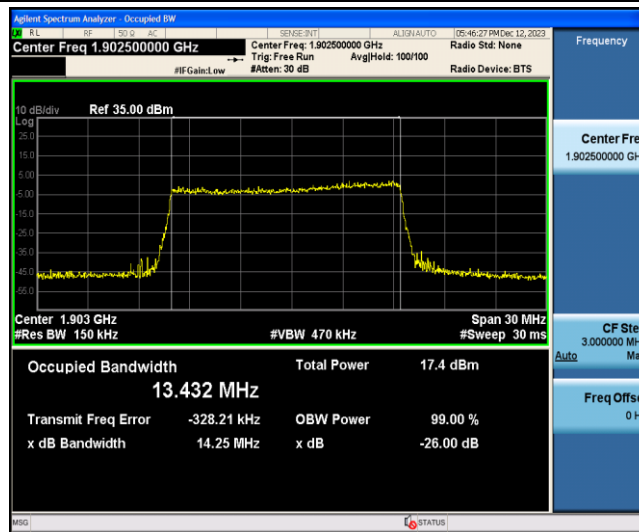 Agilent Spectrum Analyzer - Occupied BW
RL RF 50 Ω AC SENSE:INT ALIGN AUTO 05:46:27 PM Dec 12, 2023
Center Freq 1.902500000 GHz Center Freq: 1.902500000 GHz Radio Std: None Frequency
Trig: Free Run Avg|Hold: 100/100
#IFGain:Low #Atten: 30 dB Radio Device: BTS
10 dB/div Ref 35.00 dBm
Log
25.0
15.0
5.00
-5.00
-15.0
-25.0
-35.0
-45.0
-55.0
Center Fre
1.902500000 GH
Center 1.903 GHz Span 30 MHz
#Res BW 150 kHz #VBW 470 kHz #Sweep 30 ms
CF Ste
3.000000 MH
Auto Ma
Occupied Bandwidth Total Power 17.4 dBm
13.432 MHz
Transmit Freq Error -328.21 kHz OBW Power 99.00 %
x dB Bandwidth 14.25 MHz x dB -26.00 dB
Freq Offse
0 H
MSG STATUS